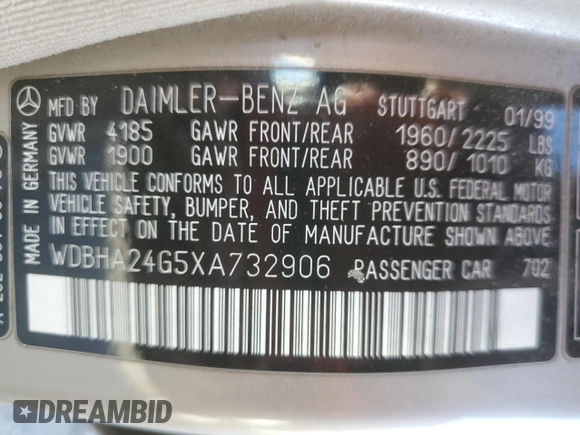 MFD BY DAIMLER-BENZ AG STUTTGART 01/99
GVWR 4185 GAWR FRONT/REAR 1960/2225 LBS
GVWR 1900 GAWR FRONT/REAR 890/1010 KG
THIS VEHICLE CONFORMS TO ALL APPLICABLE U.S. FEDERAL MOTOR
VEHICLE SAFETY, BUMPER, AND THEFT PREVENTION STANDARDS
IN EFFECT ON THE DATE OF MANUFACTURE SHOWN ABOVE.
WDBHA24G5XA732906 PASSENGER CAR 702
MADE IN GERMANY
DREAMBID